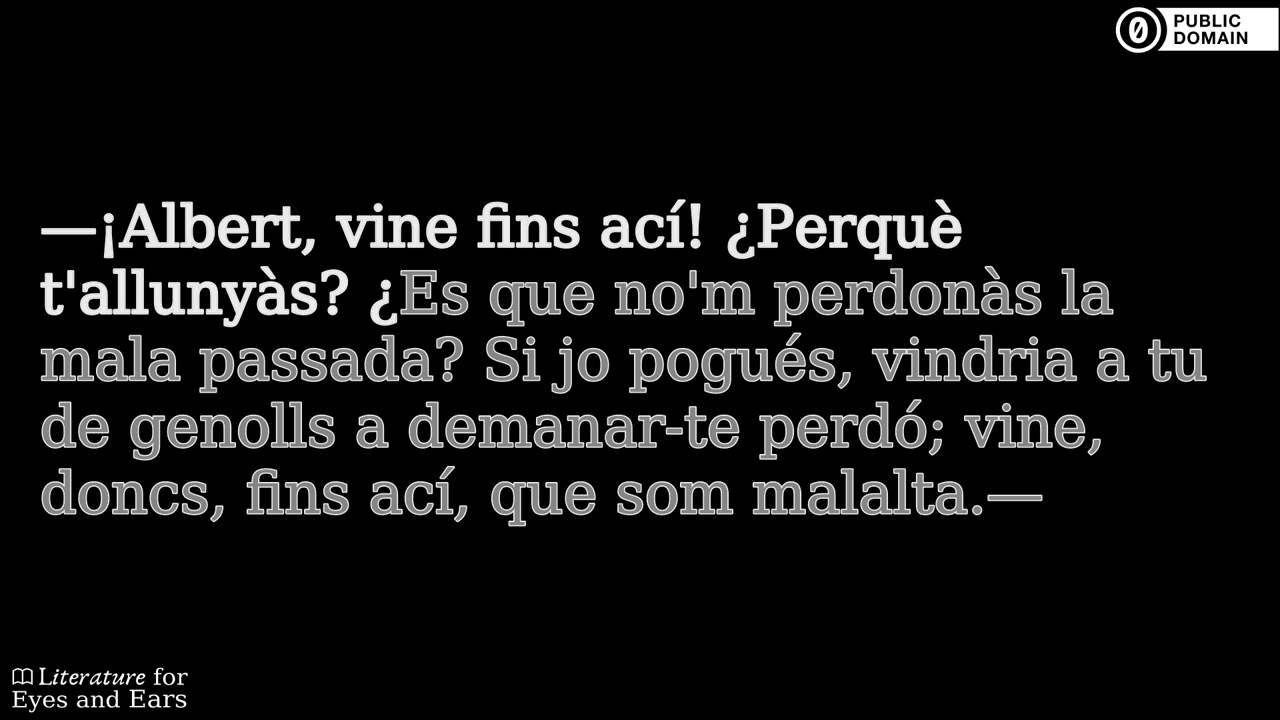 PUBLIC
DOMAIN
—¡Albert, vine fins ací! ¿Perquè
t'allunyàs? ¿Es que no'm perdonàs la
mala passada? Si jo pogués, vindria a tu
de genolls a demanar-te perdó; vine,
doncs, fins ací, que som malalta.—
Literature for
Eyes and Ears